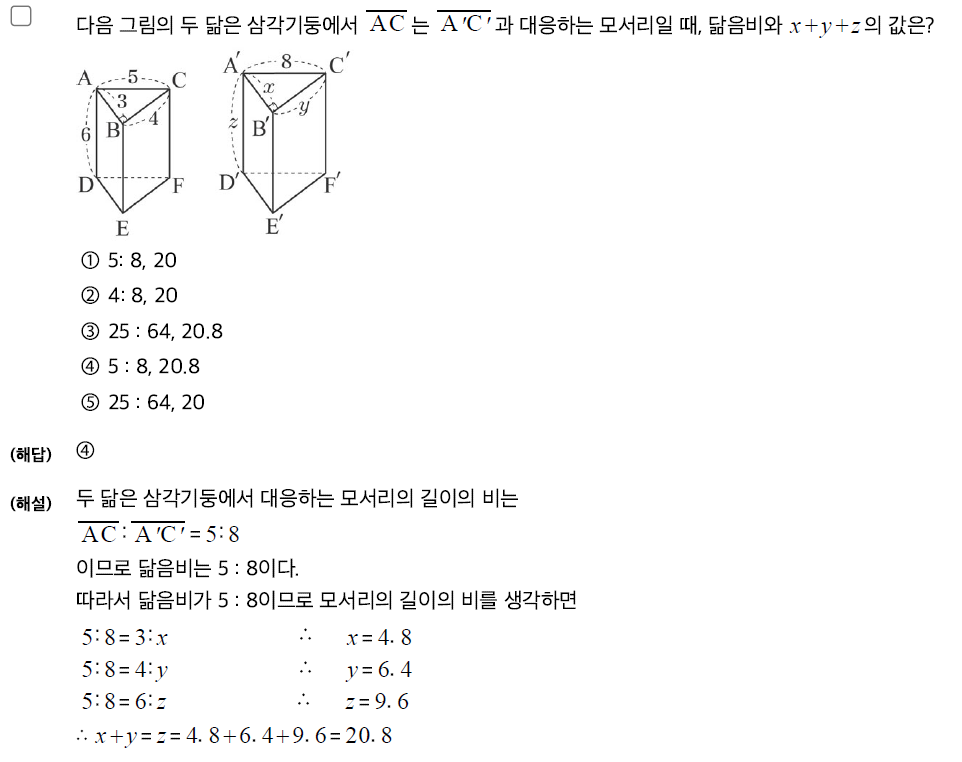 다음 그림의 두 닮은 삼각기둥에서 AC는 A'C'과 대응하는 모서리일 때, 닮음비와 x+y+z의 값은?
A 5 C
3
B 4
6
D F
E
A' 8 C'
x
B' y
z
D' F'
E'
① 5: 8, 20
② 4: 8, 20
③ 25 : 64, 20.8
④ 5 : 8, 20.8
⑤ 25 : 64, 20
(해답) ④
(해설) 두 닮은 삼각기둥에서 대응하는 모서리의 길이의 비는
AC:A'C'=5:8
이므로 닮음비는 5 : 8이다.
따라서 닮음비가 5 : 8이므로 모서리의 길이의 비를 생각하면
5:8=3:x ∴ x=4. 8
5:8=4:y ∴ y=6. 4
5:8=6:z ∴ z=9. 6
∴ x+y=z=4. 8+6. 4+9. 6=20. 8